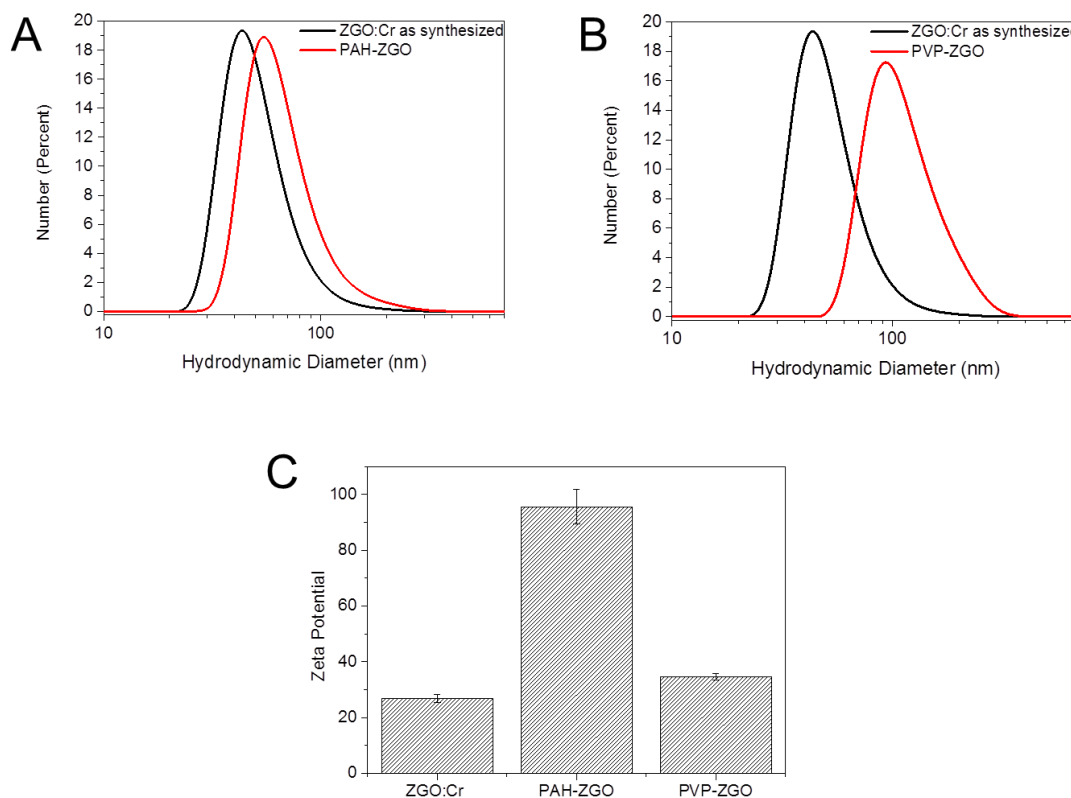 A
ZGO:Cr as synthesized
PAH-ZGO
Number (Percent)
20
18
16
14
12
10
8
6
4
2
0
10
100
Hydrodynamic Diameter (nm)
B
ZGO:Cr as synthesized
PVP-ZGO
Number (Percent)
20
18
16
14
12
10
8
6
4
2
0
10
100
Hydrodynamic Diameter (nm)
C
Zeta Potential
100
80
60
40
20
0
ZGO:Cr
PAH-ZGO
PVP-ZGO